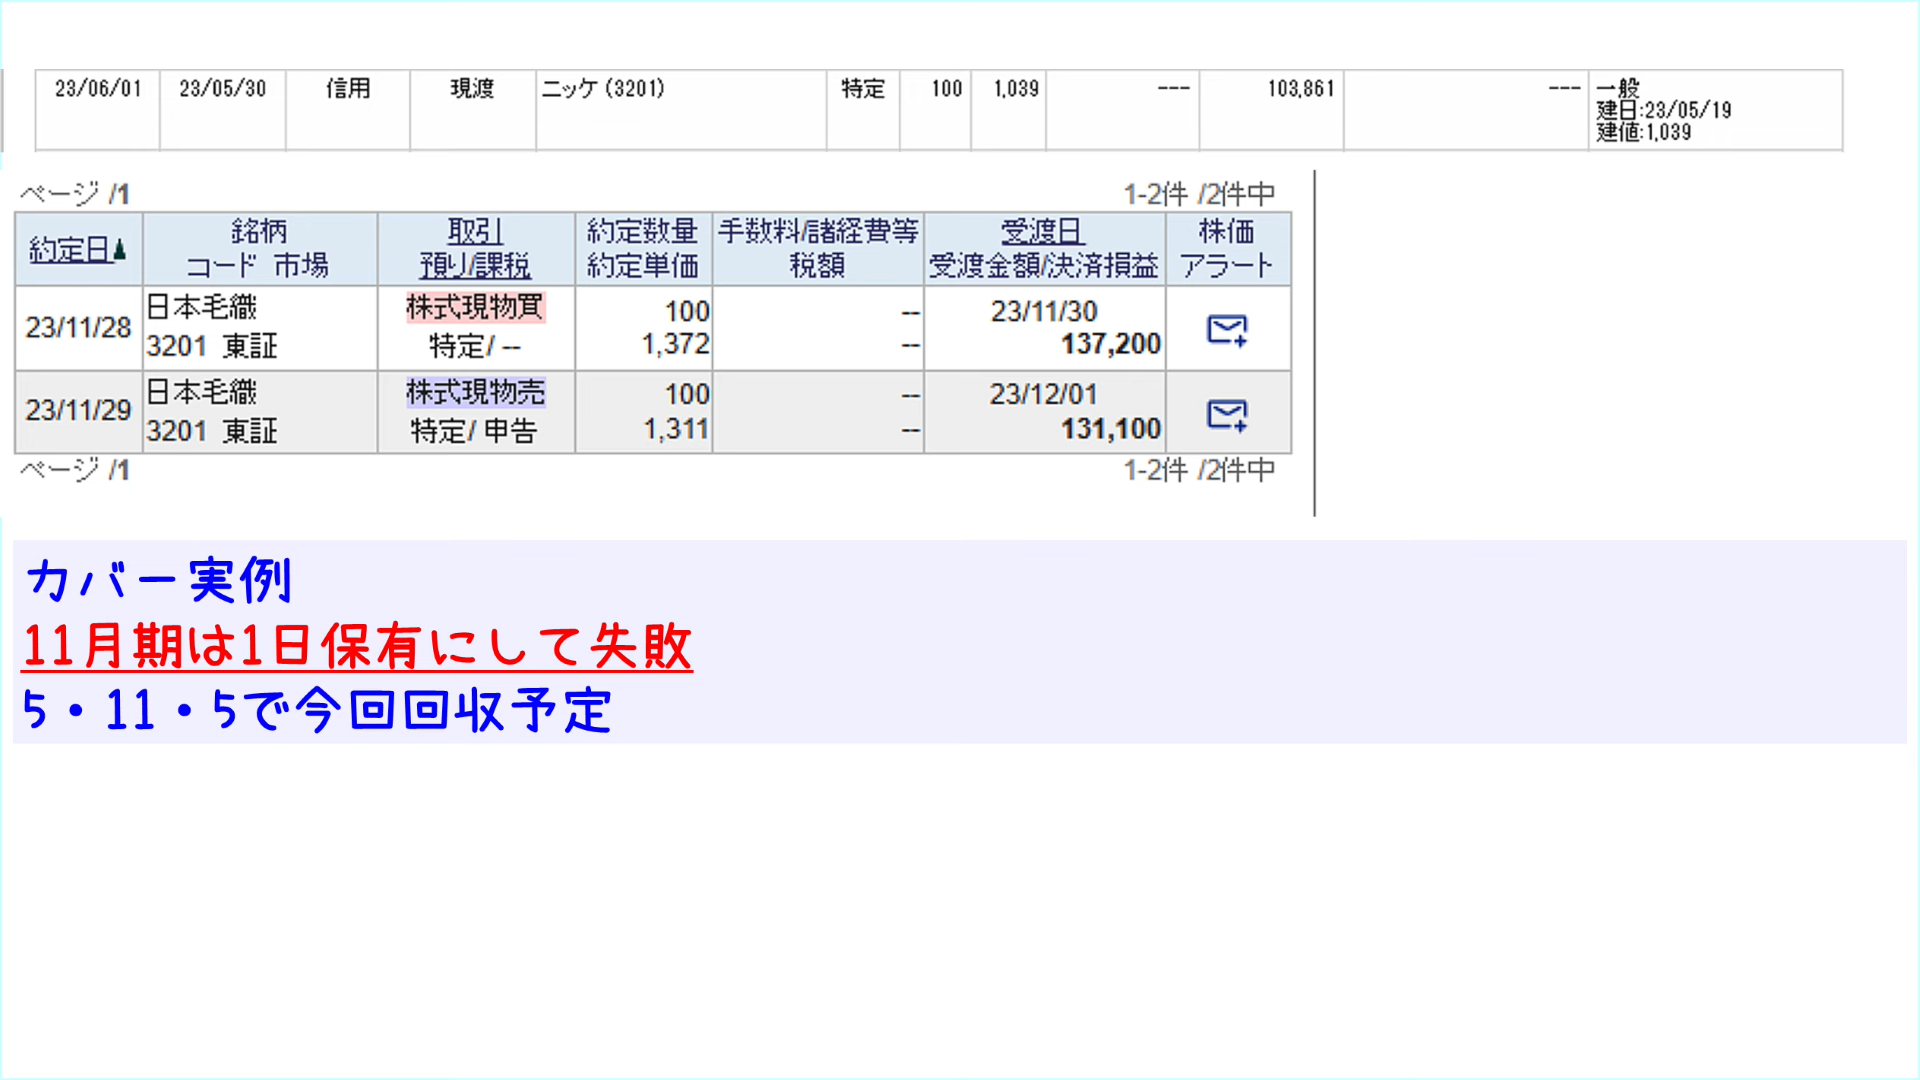 23/06/01 23/05/30 信用 現渡 ニッケ (3201) 特定 100 1,039 --- 103,861 --- 一般
建日:23/05/19
建値:1,039
ページ /1 1-2件 /2件中
約定日▲ 銘柄 取引 約定数量 手数料/諸経費等 受渡日 株価
コード 市場 預り/課税 約定単価 税額 受渡金額/決済損益 アラート
23/11/28 日本毛織 株式現物買 100 -- 23/11/30
3201 東証 特定/ -- 1,372 -- 137,200
23/11/29 日本毛織 株式現物売 100 -- 23/12/01
3201 東証 特定/ 申告 1,311 -- 131,100
ページ /1 1-2件 /2件中
カバー実例
11月期は1日保有にして失敗
5・11・5で今回回収予定